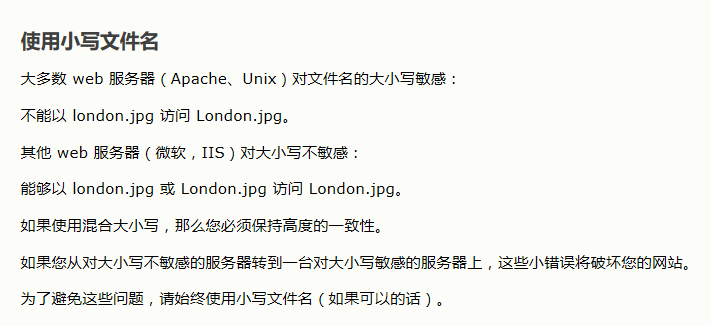 使用小写文件名
大多数 web 服务器（Apache、Unix）对文件名的大小写敏感：
不能以 london.jpg 访问 London.jpg。
其他 web 服务器（微软，IIS）对大小写不敏感：
能够以 london.jpg 或 London.jpg 访问 London.jpg。
如果使用混合大小写，那么您必须保持高度的一致性。
如果您从对大小写不敏感的服务器转到一台对大小写敏感的服务器上，这些小错误将破坏您的网站。
为了避免这些问题，请始终使用小写文件名（如果可以的话）。